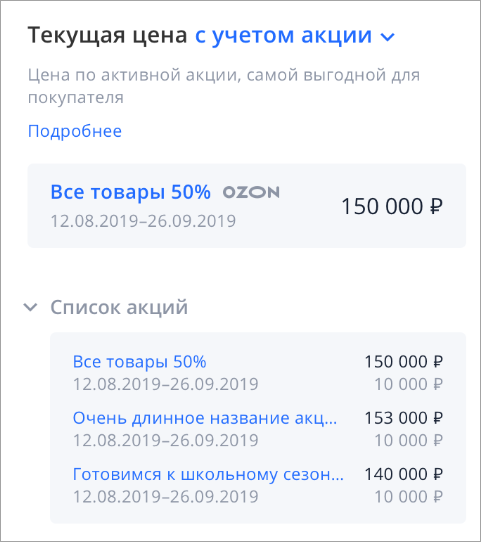 Текущая цена с учетом акции
Цена по активной акции, самой выгодной для
покупателя
Подробнее
Все товары 50% OZON
12.08.2019–26.09.2019
150 000 ₽
Список акций
Все товары 50% 150 000 ₽
12.08.2019–26.09.2019 10 000 ₽
Очень длинное название акц... 153 000 ₽
12.08.2019–26.09.2019 10 000 ₽
Готовимся к школьному сезон... 140 000 ₽
12.08.2019–26.09.2019 10 000 ₽